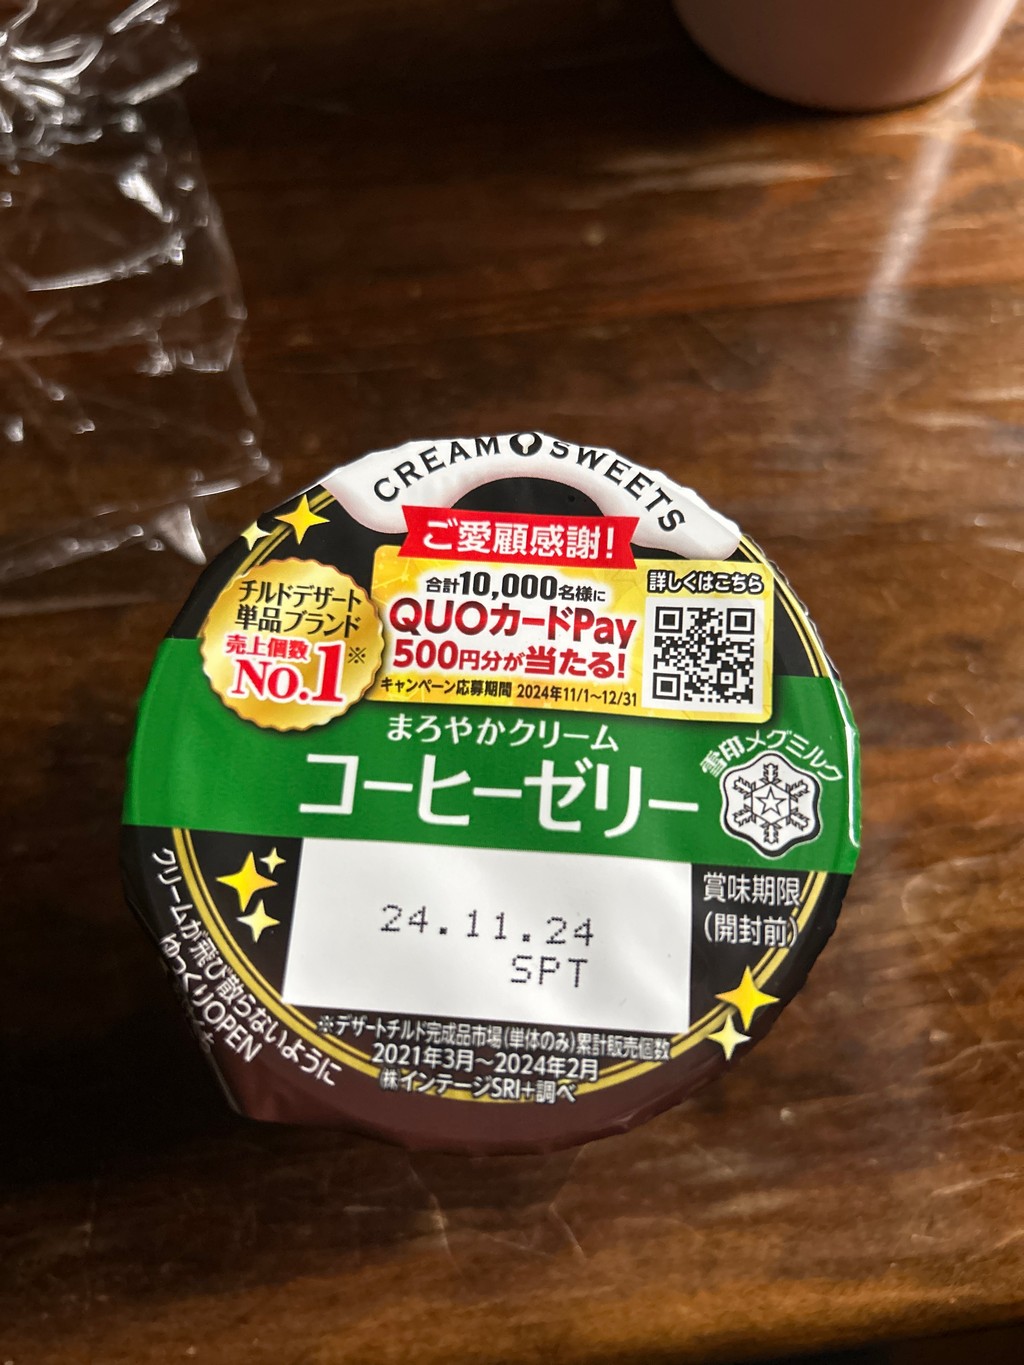 CREAM SWEETS
ご愛顧感謝!
合計10,000名様に
QUOカードPay
500円分が当たる!
キャンペーン応募期間 2024年11/1～12/31
詳しくはこちら
チルドデザート
単品ブランド
売上個数
No.1※
まろやかクリーム
コーヒーゼリー
雪印メグミルク
賞味期限
(開封前)
24.11.24
SPT
※デザートチルド完成品市場(単体のみ)累計販売個数
2021年3月～2024年2月
㈱インテージSRI+調べ
クリームが飛び散らないように
ゆっくりOPEN